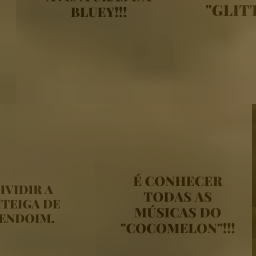 BLUEY!!!
"GLITT
IVIDIR A
TEIGA DE
ENDOIM.
É CONHECER
TODAS AS
MÚSICAS DO
"COCOMELON"!!!